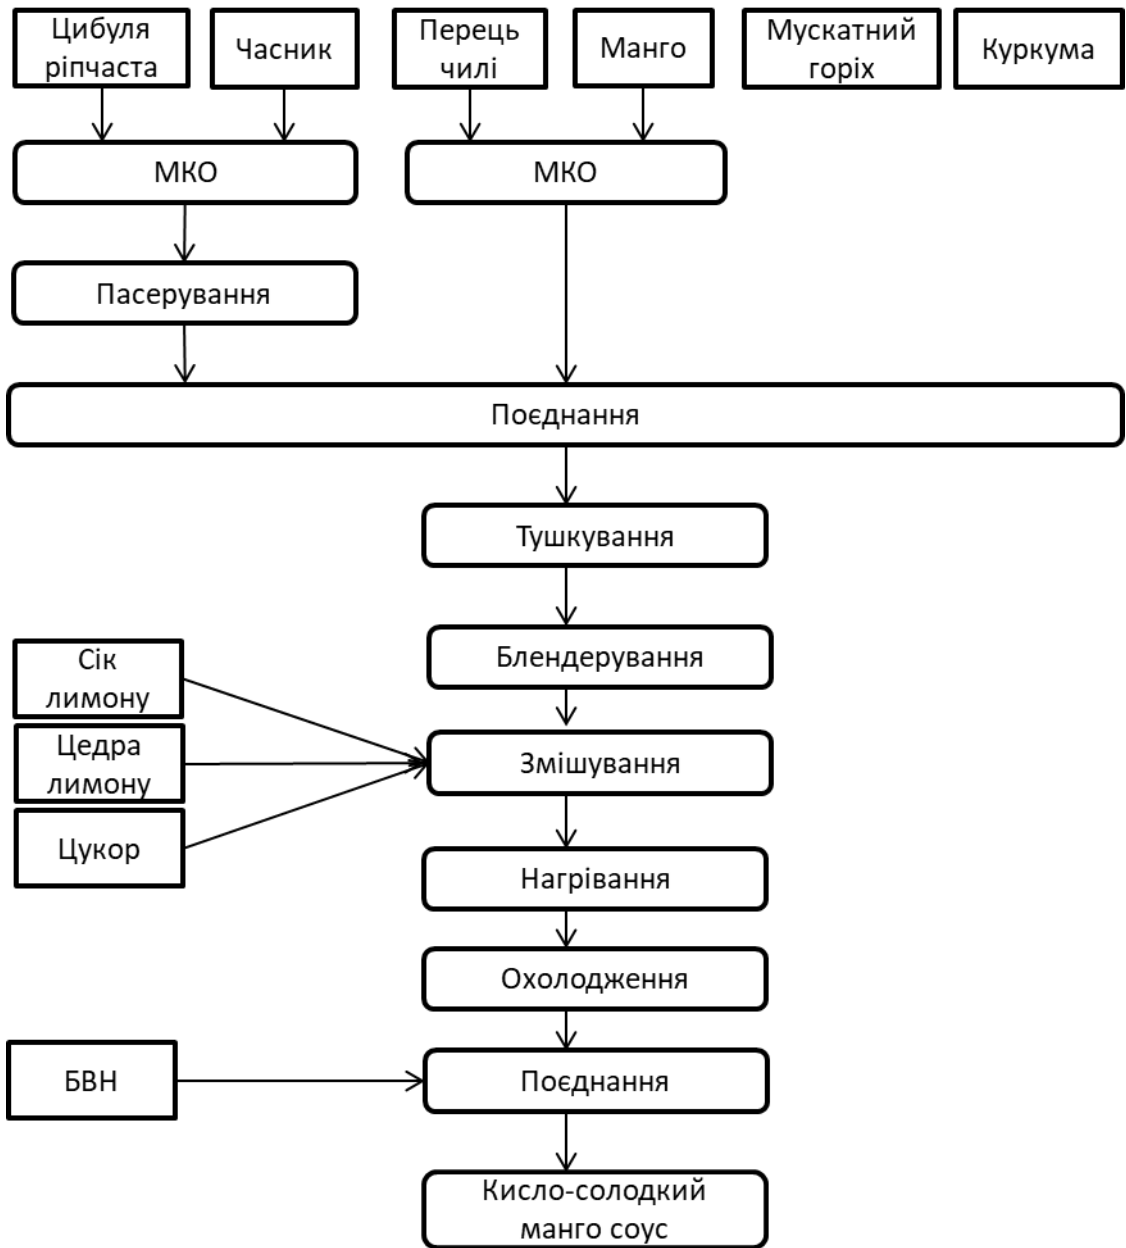 Цибуля
ріпчаста
Часник
Перець
чилі
Манго
Мускатний
горіх
Куркума
МКО
МКО
Пасерування
Поєднання
Тушкування
Блендерування
Сік
лимону
Цедра
лимону
Цукор
Змішування
Нагрівання
Охолодження
БВН
Поєднання
Кисло-солодкий
манго соус